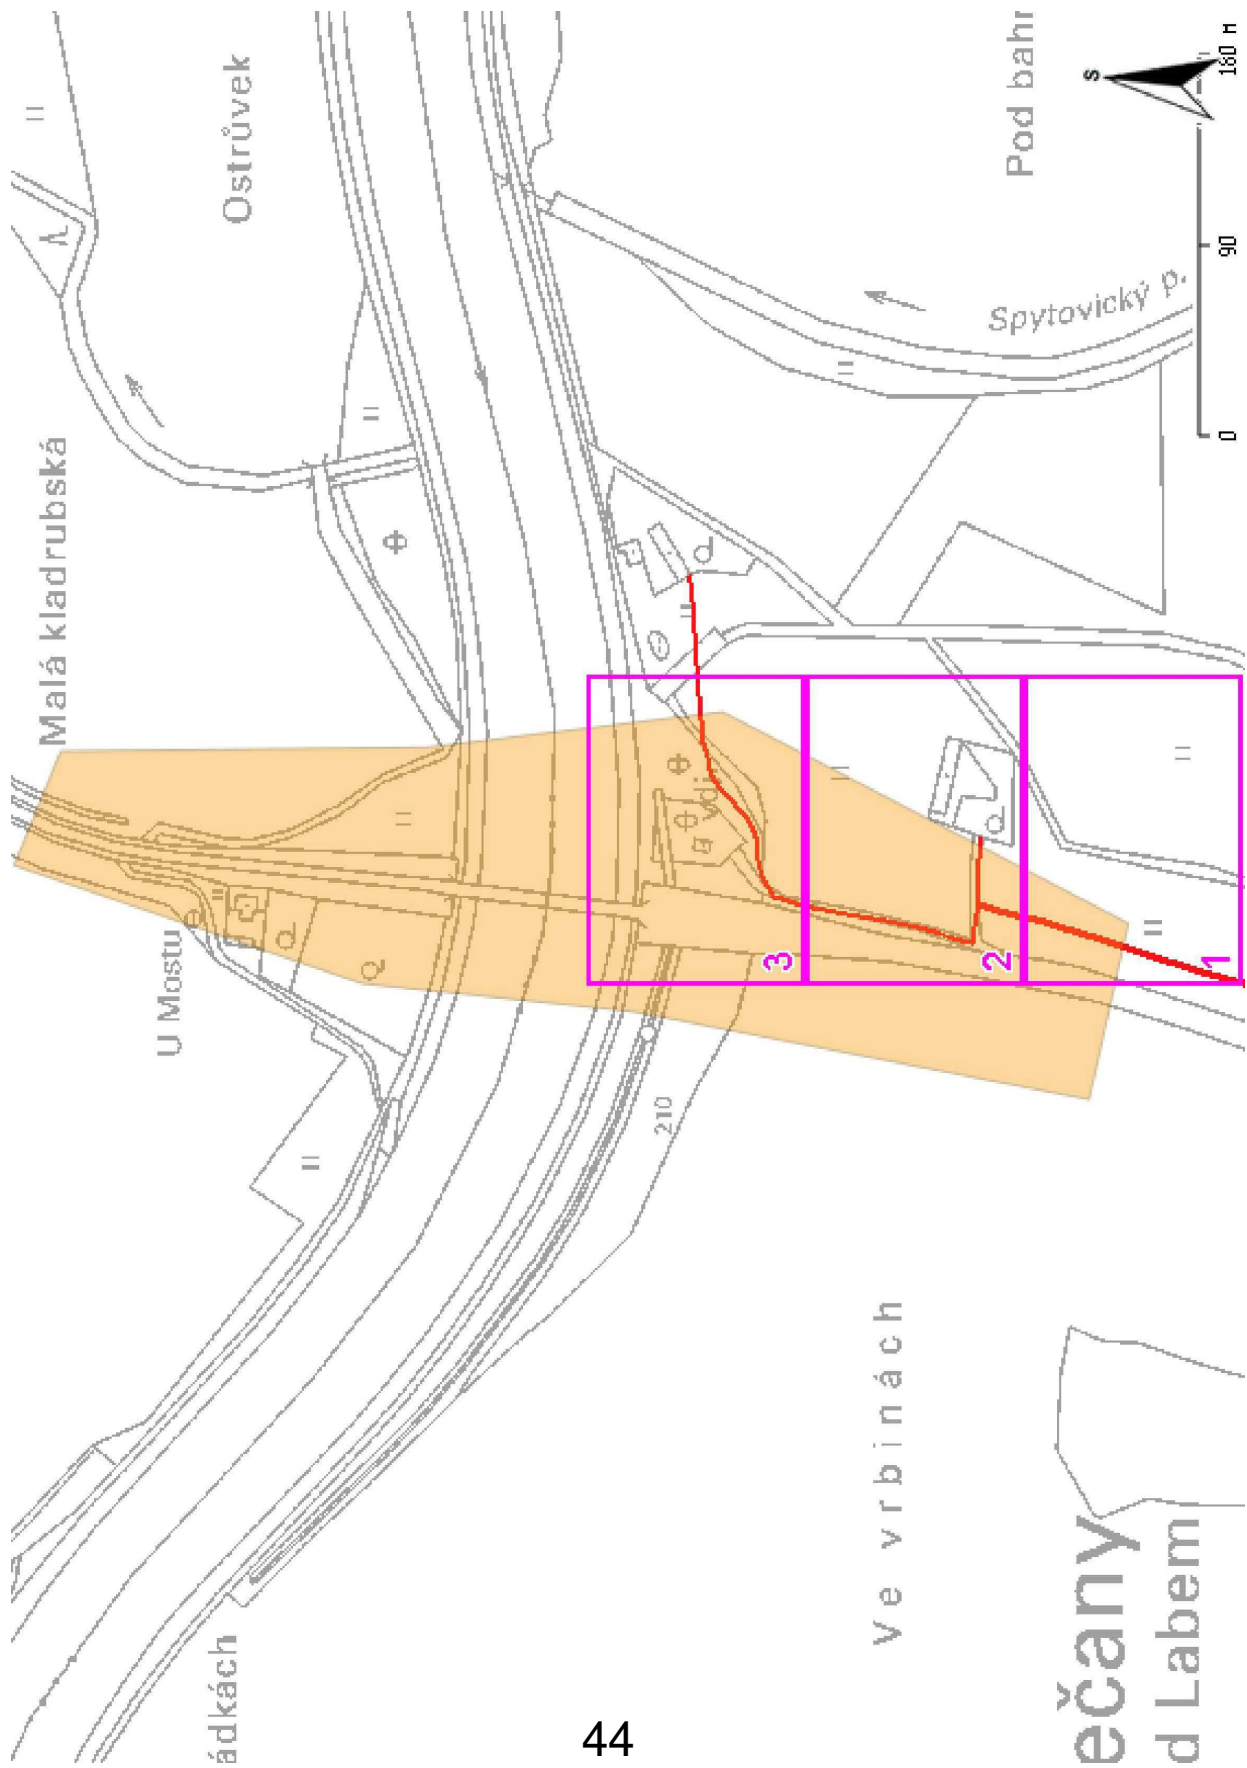 Ostrůvek
Malá kladrubská
Pod bahr
Spytovický p.
S
0
90
180 M
U Mostu
210
3
2
1
Ve vrbinách
ečany
d Labem
ádkách
44